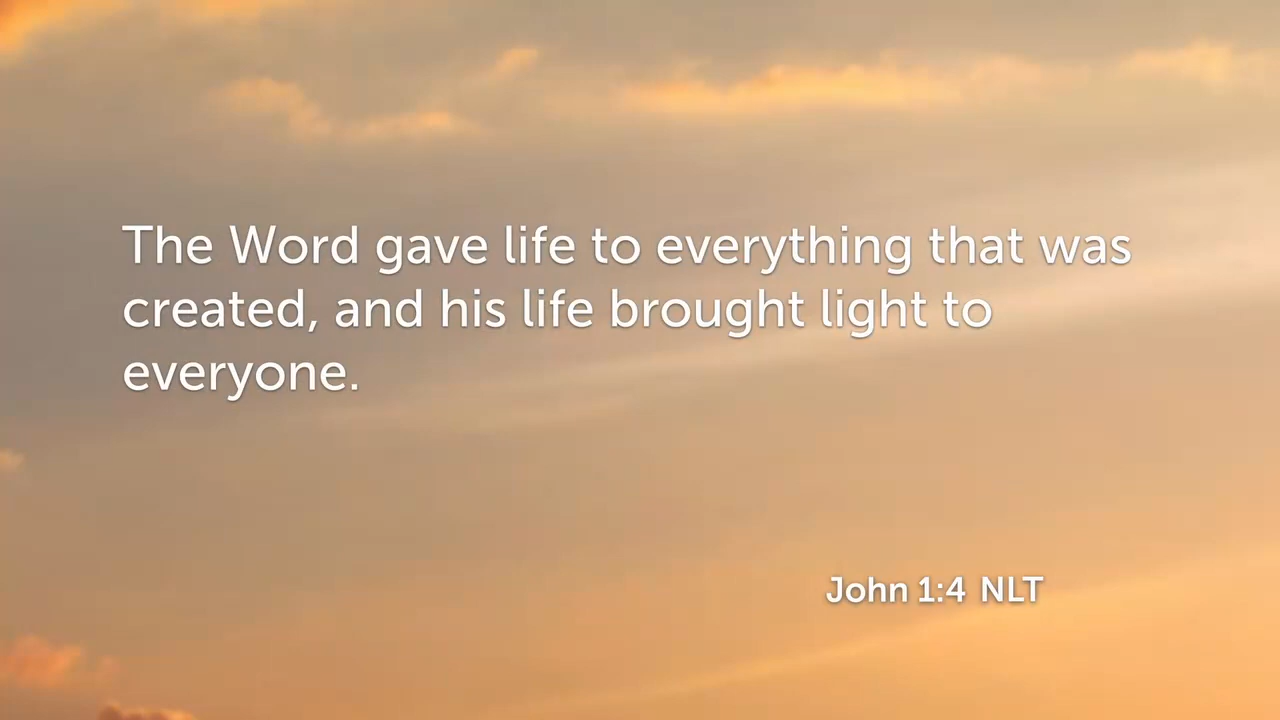 The Word gave life to everything that was
created, and his life brought light to
everyone.
John 1:4 NLT